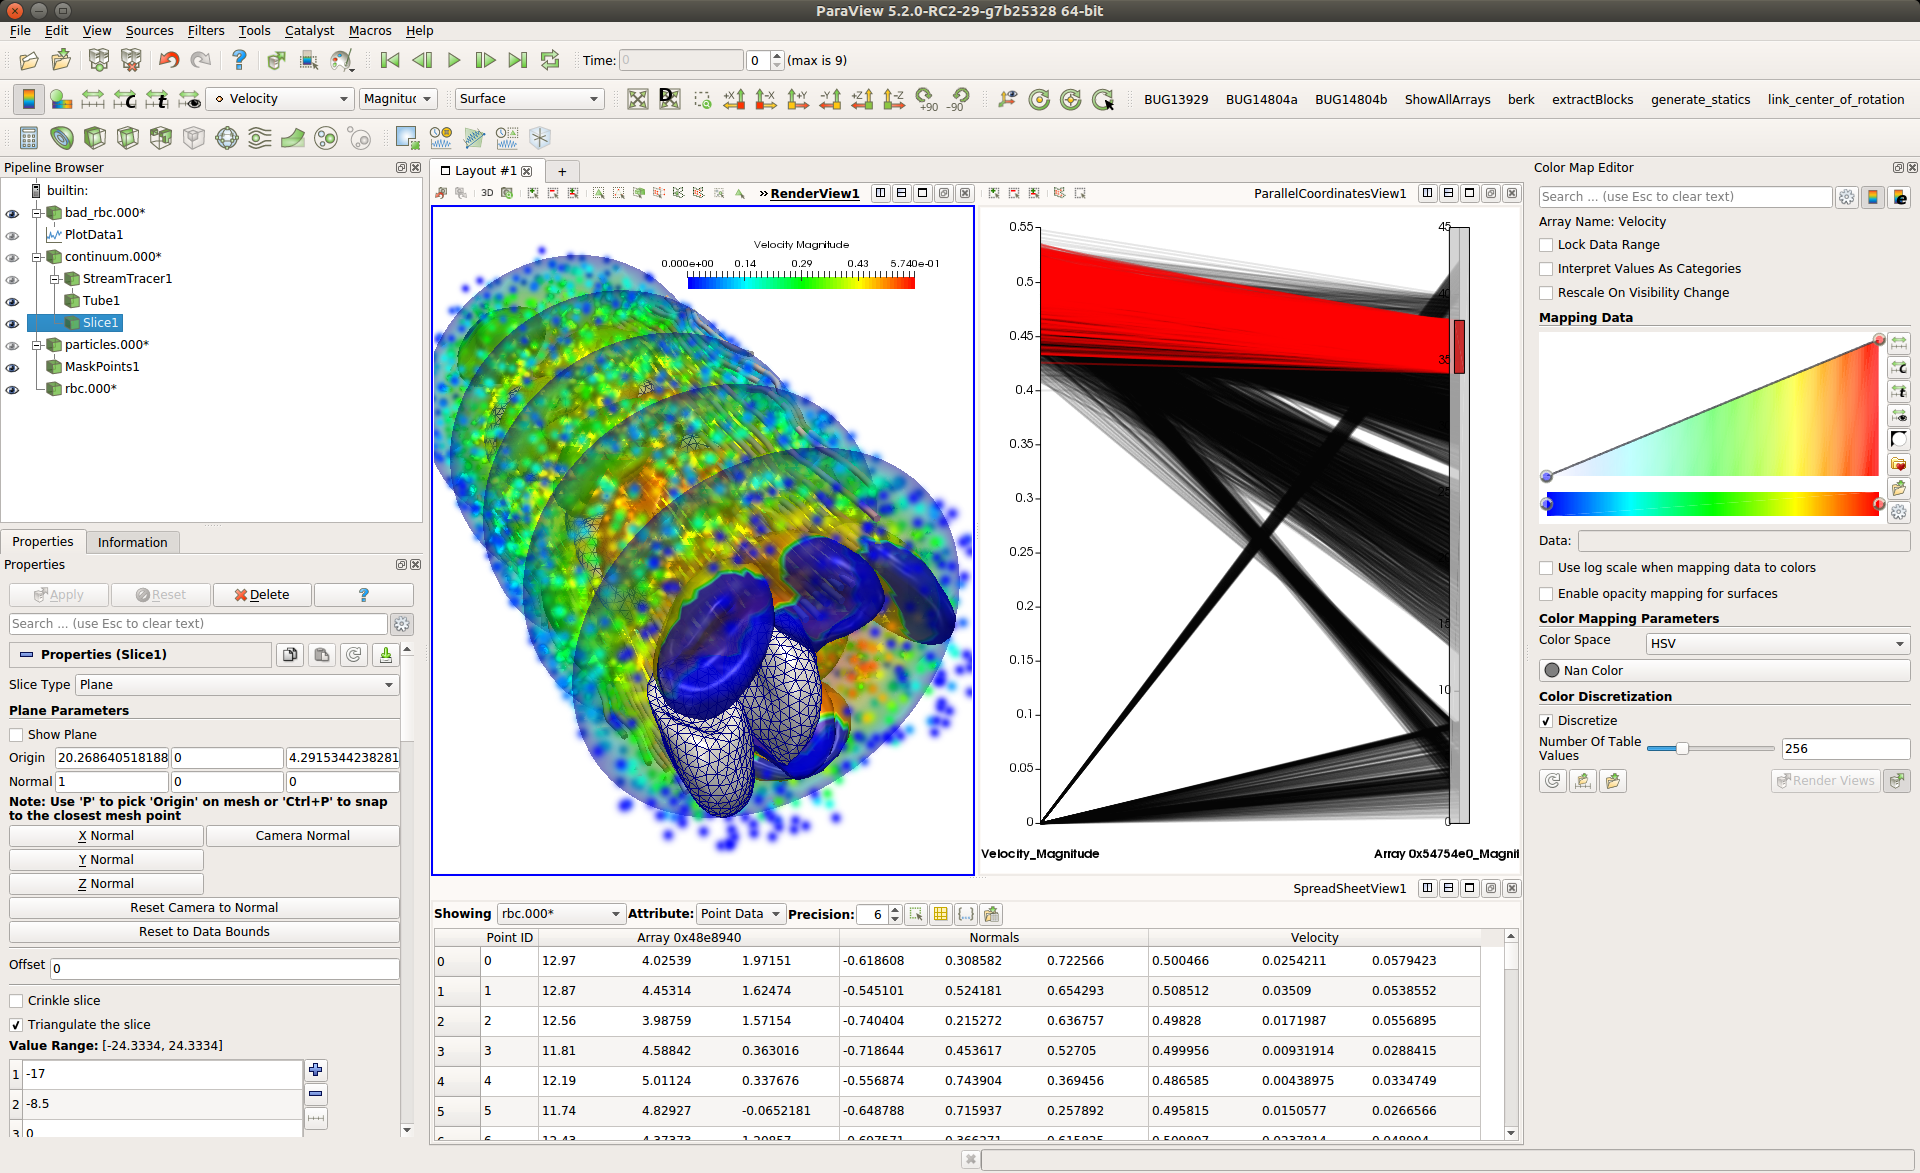 ParaView 5.2.0-RC2-29-g7b25328 64-bit
File Edit View Sources Filters Tools Catalyst Macros Help
Time: 0 0 (max is 9)
Velocity Magnituc Surface +X -X +Y -Y +Z -Z +90 -90 BUG13929 BUG14804a BUG14804b ShowAllArrays berk extractBlocks generate_statics link_center_of_rotation
Pipeline Browser
builtin:
bad_rbc.000*
PlotData1
continuum.000*
StreamTracer1
Tube1
Slice1
particles.000*
MaskPoints1
rbc.000*
Properties Information
Properties
Apply Reset Delete ?
Search ... (use Esc to clear text)
Properties (Slice1)
Slice Type Plane
Plane Parameters
Show Plane
Origin 20.268640518188 0 4.2915344238281
Normal 1 0 0
Note: Use 'P' to pick 'Origin' on mesh or 'Ctrl+P' to snap
to the closest mesh point
X Normal Camera Normal
Y Normal
Z Normal
Reset Camera to Normal
Reset to Data Bounds
Offset 0
Crinkle slice
Triangulate the slice
Value Range: [-24.3334, 24.3334]
1 -17
2 -8.5
3 0
Layout #1 +
3D » RenderView1
Velocity Magnitude
0.000e+00 0.14 0.29 0.43 5.740e-01
ParallelCoordinatesView1
0.55 45
0.5 40
0.45 35
0.4
0.35
0.3 25
0.25
0.2 15
0.15 10
0.1
0.05
0 0
Velocity_Magnitude Array 0x54754e0_Magnit
SpreadSheetView1
Showing rbc.000* Attribute: Point Data Precision: 6 {...}
Point ID Array 0x48e8940 Normals Velocity
0 0 12.97 4.02539 1.97151 -0.618608 0.308582 0.722566 0.500466 0.0254211 0.0579423
1 1 12.87 4.45314 1.62474 -0.545101 0.524181 0.654293 0.508512 0.03509 0.0538552
2 2 12.56 3.98759 1.57154 -0.740404 0.215272 0.636757 0.49828 0.0171987 0.0556895
3 3 11.81 4.58842 0.363016 -0.718644 0.453617 0.52705 0.499956 0.00931914 0.0288415
4 4 12.19 5.01124 0.337676 -0.556874 0.743904 0.369456 0.486585 0.00438975 0.0334749
5 5 11.74 4.82927 -0.0652181 -0.648788 0.715937 0.257892 0.495815 0.0150577 0.0266566
Color Map Editor
Search ... (use Esc to clear text)
Array Name: Velocity
Lock Data Range
Interpret Values As Categories
Rescale On Visibility Change
Mapping Data
Data:
Use log scale when mapping data to colors
Enable opacity mapping for surfaces
Color Mapping Parameters
Color Space HSV
Nan Color
Color Discretization
Discretize
Number Of Table
Values 256
Render Views